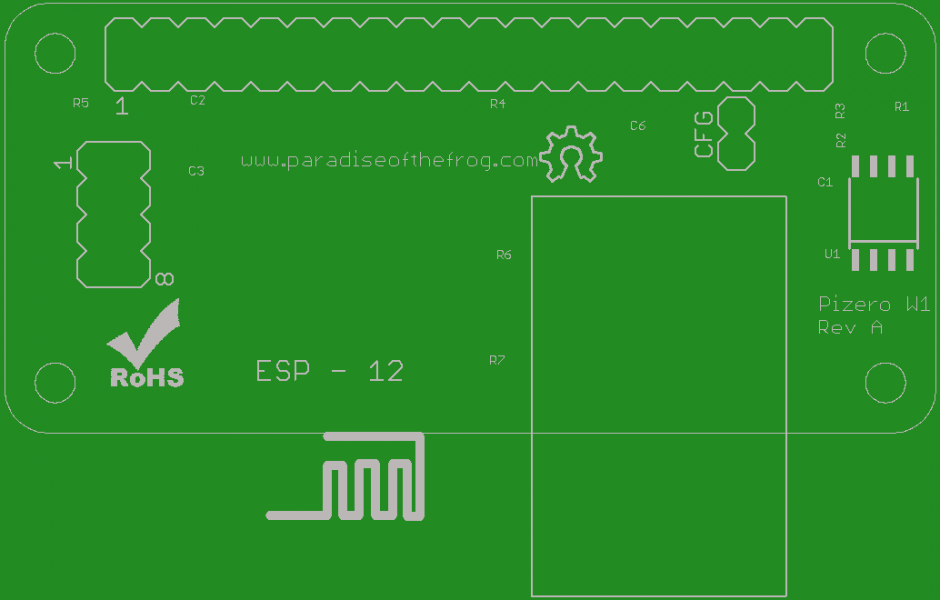 R5
1
C2
R4
C6
CFG
R3
R1
R2
1
www.paradiseofthefrog.com
C3
C1
R6
U1
8
Pizero W1
Rev A
R7
ESP - 12
RoHS